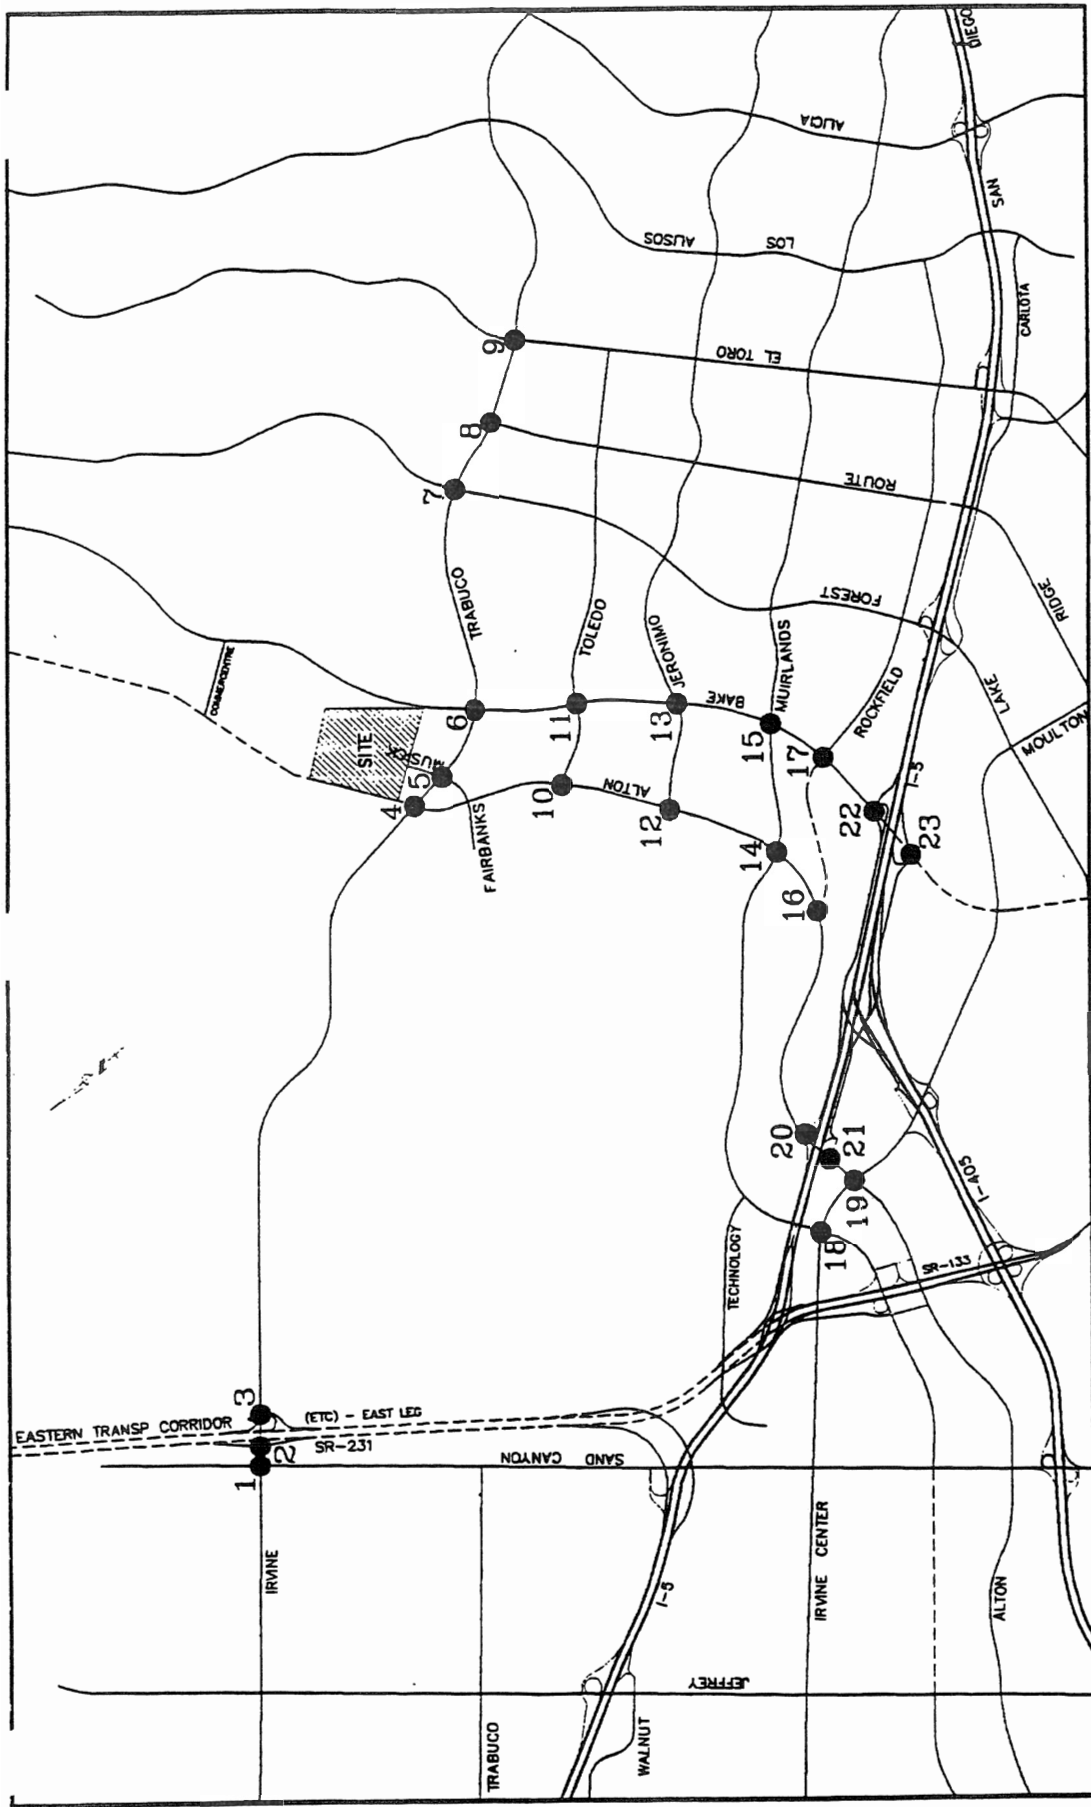 DIEGO
ALICIA
SAN
LOS
ALISOS
CARLOTA
9
EL TORO
8
ROUTE
7
TRABUCO
TOLEDO
JERONIMO
MUIRLANDS
FOREST
RIDGE
COMMERCENTRE
BAKE
ROCKFIELD
LAKE
MOULTON
SITE
MUSICK
6
11
13
15
17
5
4
10
ALTON
12
FAIRBANKS
14
16
22
I-5
23
20
21
19
18
I-405
TECHNOLOGY
SR-133
3
EASTERN TRANSP CORRIDOR
(ETC) - EAST LEG
2
SR-231
1
SAND
CANYON
IRVINE
IRVINE CENTER
I-5
ALTON
JEFFREY
TRABUCO
WALNUT